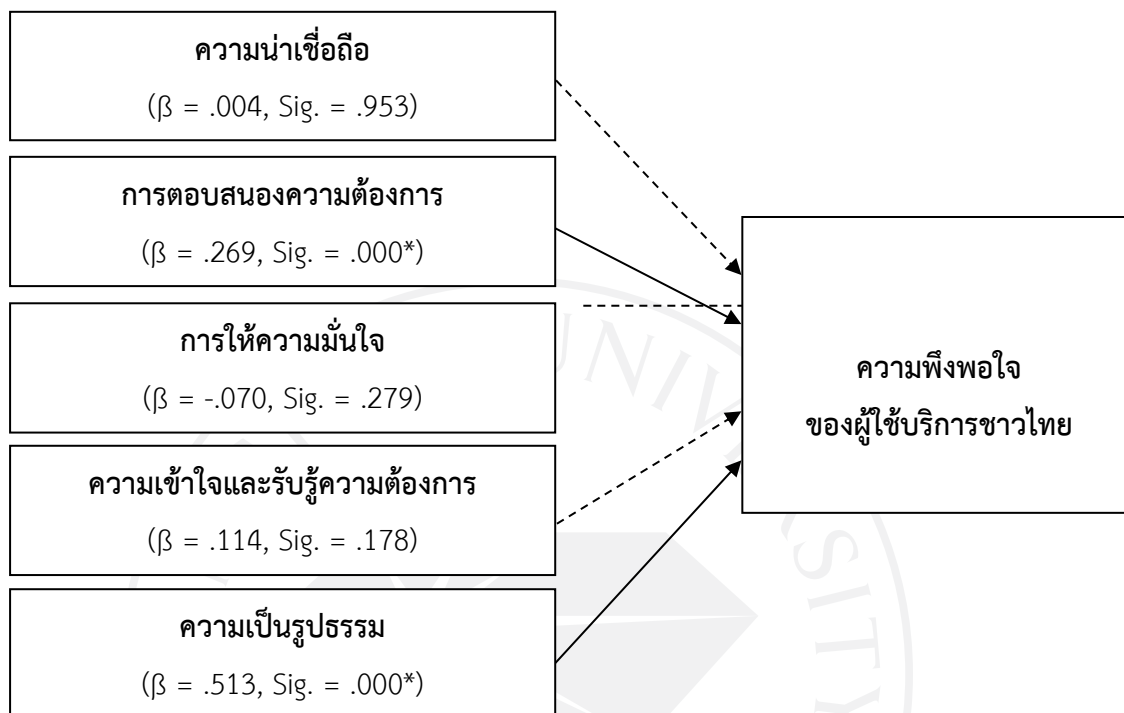 ความน่าเชื่อถือ
(β = .004, Sig. = .953)
การตอบสนองความต้องการ
(β = .269, Sig. = .000*)
การให้ความมั่นใจ
(β = -.070, Sig. = .279)
ความเข้าใจและรับรู้ความต้องการ
(β = .114, Sig. = .178)
ความเป็นรูปธรรม
(β = .513, Sig. = .000*)
ความพึงพอใจ
ของผู้ใช้บริการชาวไทย